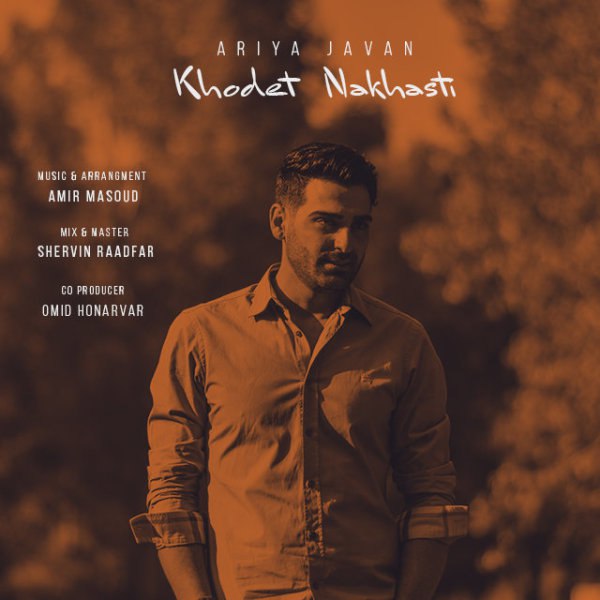 ARIYA JAVAN
Khodet Nakhasti
MUSIC & ARRANGMENT
AMIR MASOUD
MIX & MASTER
SHERVIN RAADFAR
CO PRODUCER
OMID HONARVAR